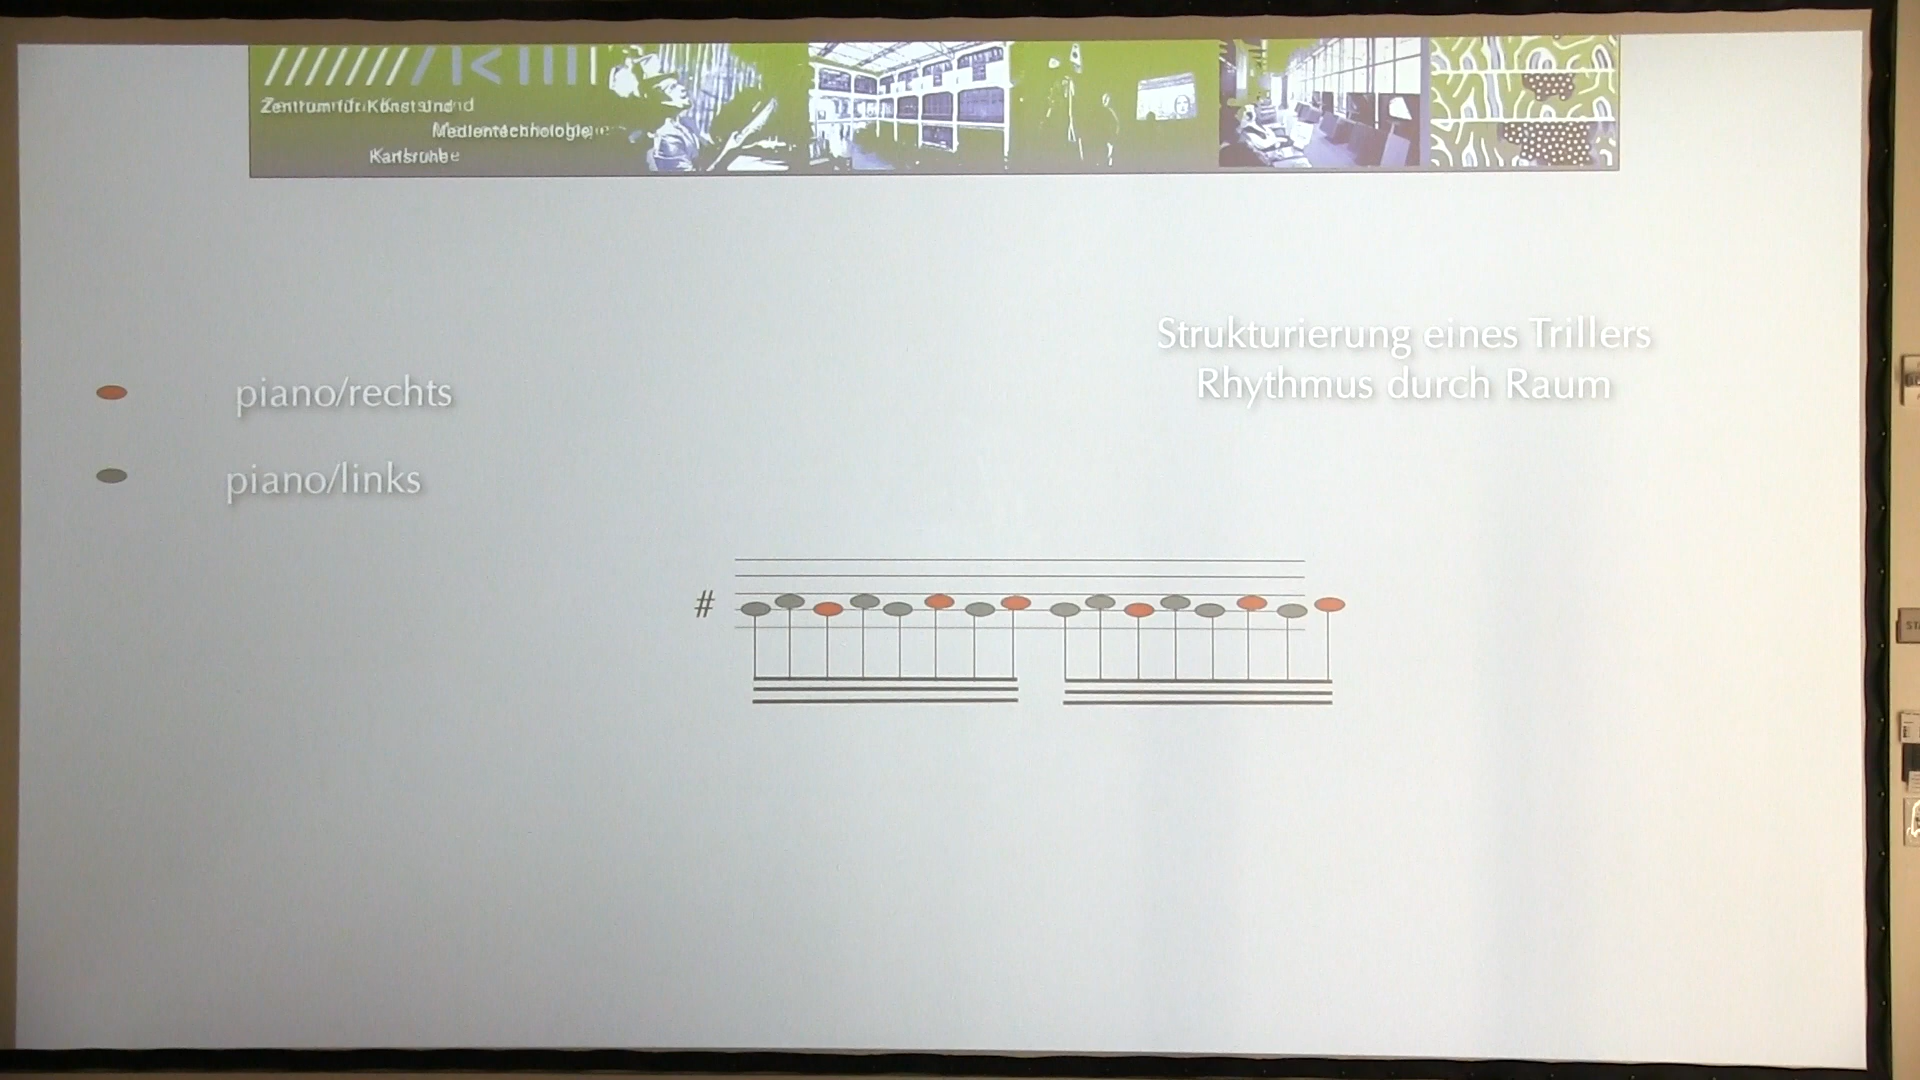 Zentrum für Kunst und
Medientechnologie
Karlsruhe
Strukturierung eines Trillers
Rhythmus durch Raum
piano/rechts
piano/links
#